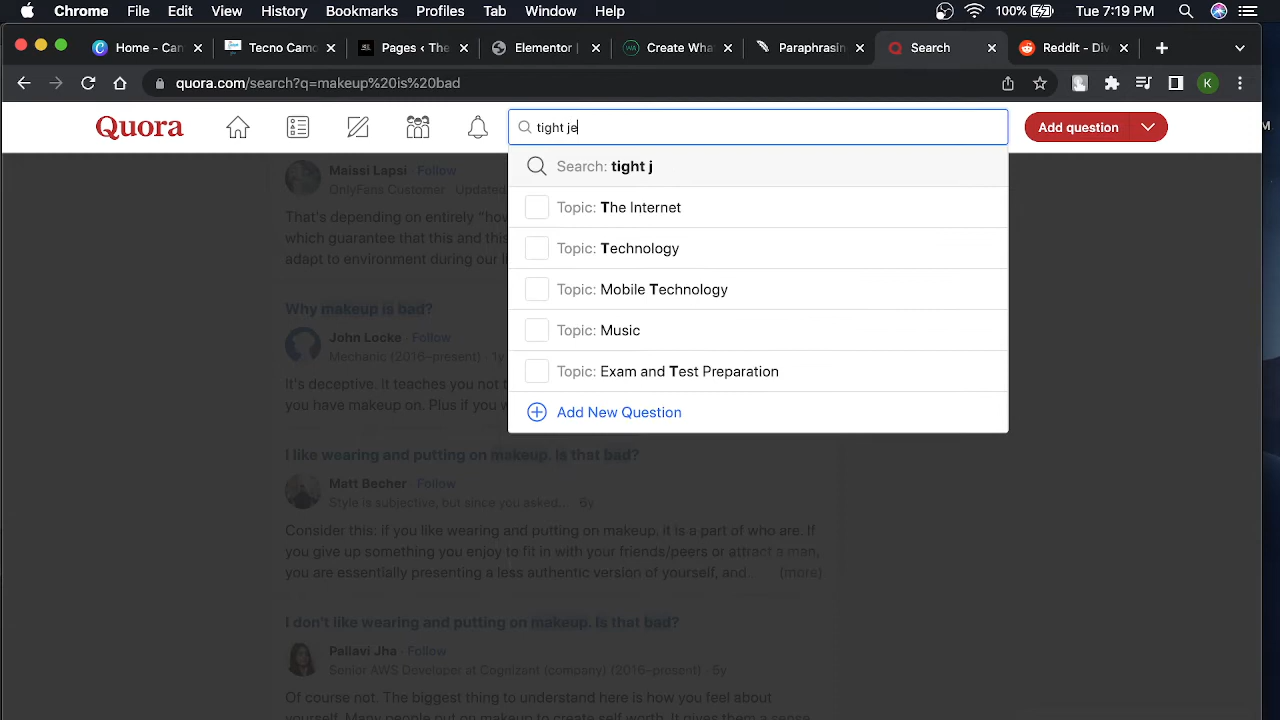 Chrome File Edit View History Bookmarks Profiles Tab Window Help 100% Tue 7:19 PM
Home - Can Tecno Camo Pages ‹ The Elementor | Create Wha Paraphrasin Search Reddit - Div
quora.com/search?q=makeup%20is%20bad K
Quora tight je Add question
Search: tight j
Topic: The Internet
Topic: Technology
Topic: Mobile Technology
Topic: Music
Topic: Exam and Test Preparation
Add New Question
Maissi Lapsi · Follow
OnlyFans Customer · Updated
That's depending on entirely "how
which guarantee that this and this
adapt to environment during our li
Why makeup is bad?
John Locke · Follow
Mechanic (2016–present) · 1y
It's deceptive. It teaches you not t
you have makeup on. Plus if you w
I like wearing and putting on makeup. Is that bad?
Matt Becher · Follow
Style is subjective, but since you asked... · 6y
Consider this: if you like wearing and putting on makeup, it is a part of who are. If
you give up something you enjoy to fit in with your friends/peers or attract a man,
you are essentially presenting a less authentic version of yourself, and (more)
I don't like wearing and putting on makeup. Is that bad?
Pallavi Jha · Follow
Senior AWS Developer at Cognizant (company) (2016–present) · 5y
Of course not. The biggest thing to understand here is how you feel about
yourself. Many people put on makeup to create self worth. It gives them a sense